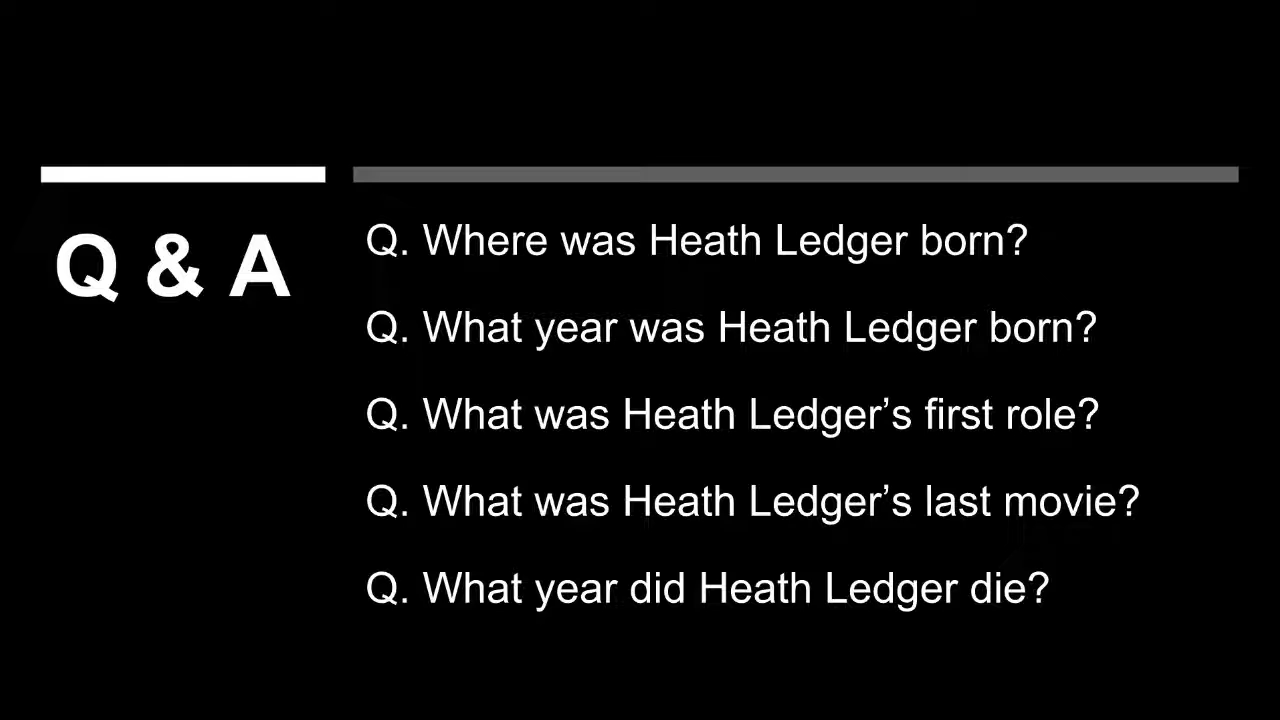 Q & A
Q. Where was Heath Ledger born?
Q. What year was Heath Ledger born?
Q. What was Heath Ledger’s first role?
Q. What was Heath Ledger’s last movie?
Q. What year did Heath Ledger die?